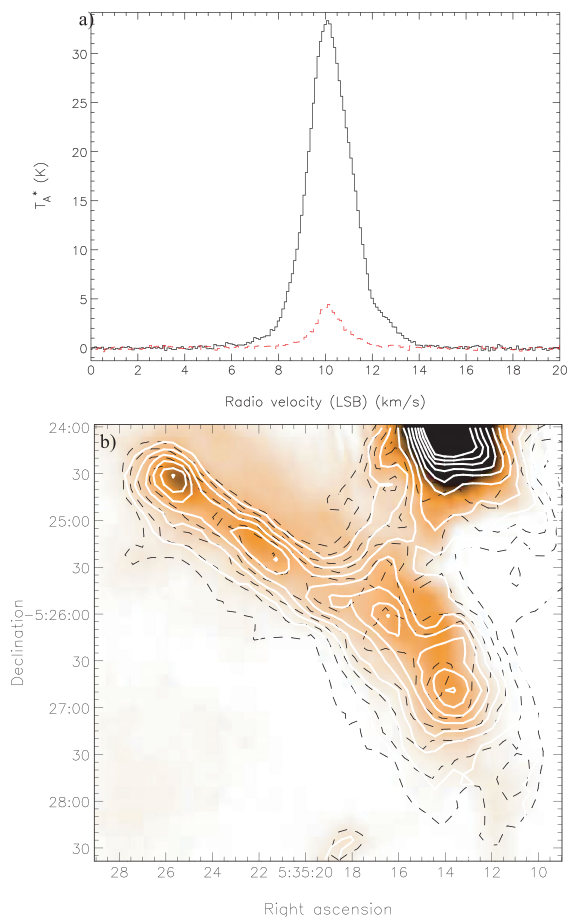 a)
T_A* (K)
30
25
20
15
10
5
0
0 2 4 6 8 10 12 14 16 18 20
Radio velocity (LSB) (km/s)
b)
Declination
24:00
30
25:00
30
−5:26:00
30
27:00
30
28:00
30
28 26 24 22 5:35:20 18 16 14 12 10
Right ascension